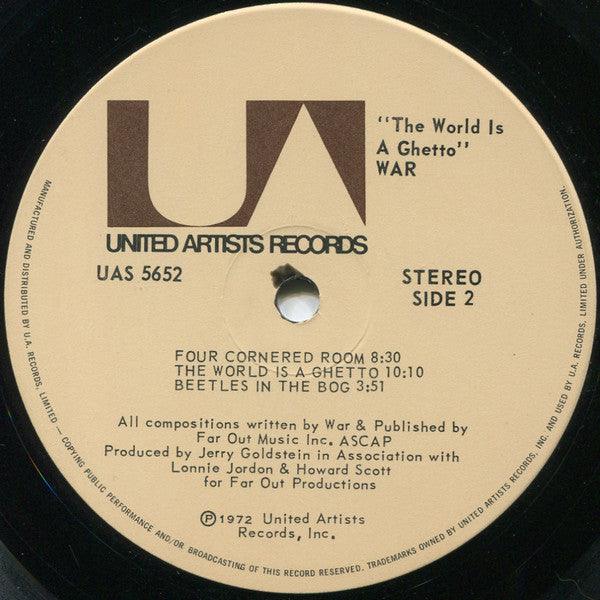 "The World Is
A Ghetto"
WAR
UA
UNITED ARTISTS RECORDS
UAS 5652
STEREO
SIDE 2
FOUR CORNERED ROOM 8:30
THE WORLD IS A GHETTO 10:10
BEETLES IN THE BOG 3:51
All compositions written by War & Published by
Far Out Music Inc. ASCAP
Produced by Jerry Goldstein in Association with
Lonnie Jordon & Howard Scott
for Far Out Productions
Ⓟ1972 United Artists
Records, Inc.
MANUFACTURED AND DISTRIBUTED BY U.A. RECORDS, LIMITED — COPYING PUBLIC PERFORMANCE AND/OR BROADCASTING OF THIS RECORD RESERVED. TRADEMARKS OWNED BY UNITED ARTISTS RECORDS, INC. AND USED BY U.A. RECORDS, LIMITED UNDER AUTHORIZATION.